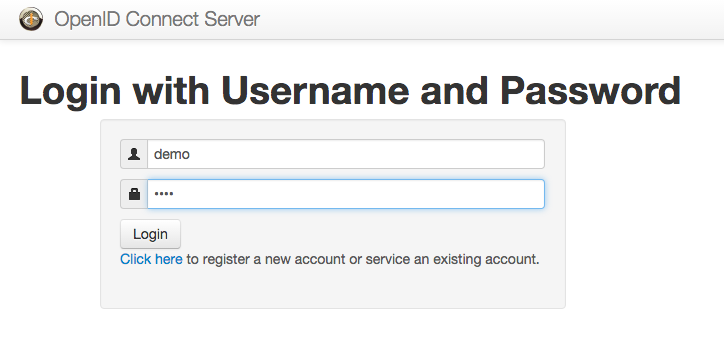 OpenID Connect Server
Login with Username and Password
demo
••••
Login
Click here to register a new account or service an existing account.